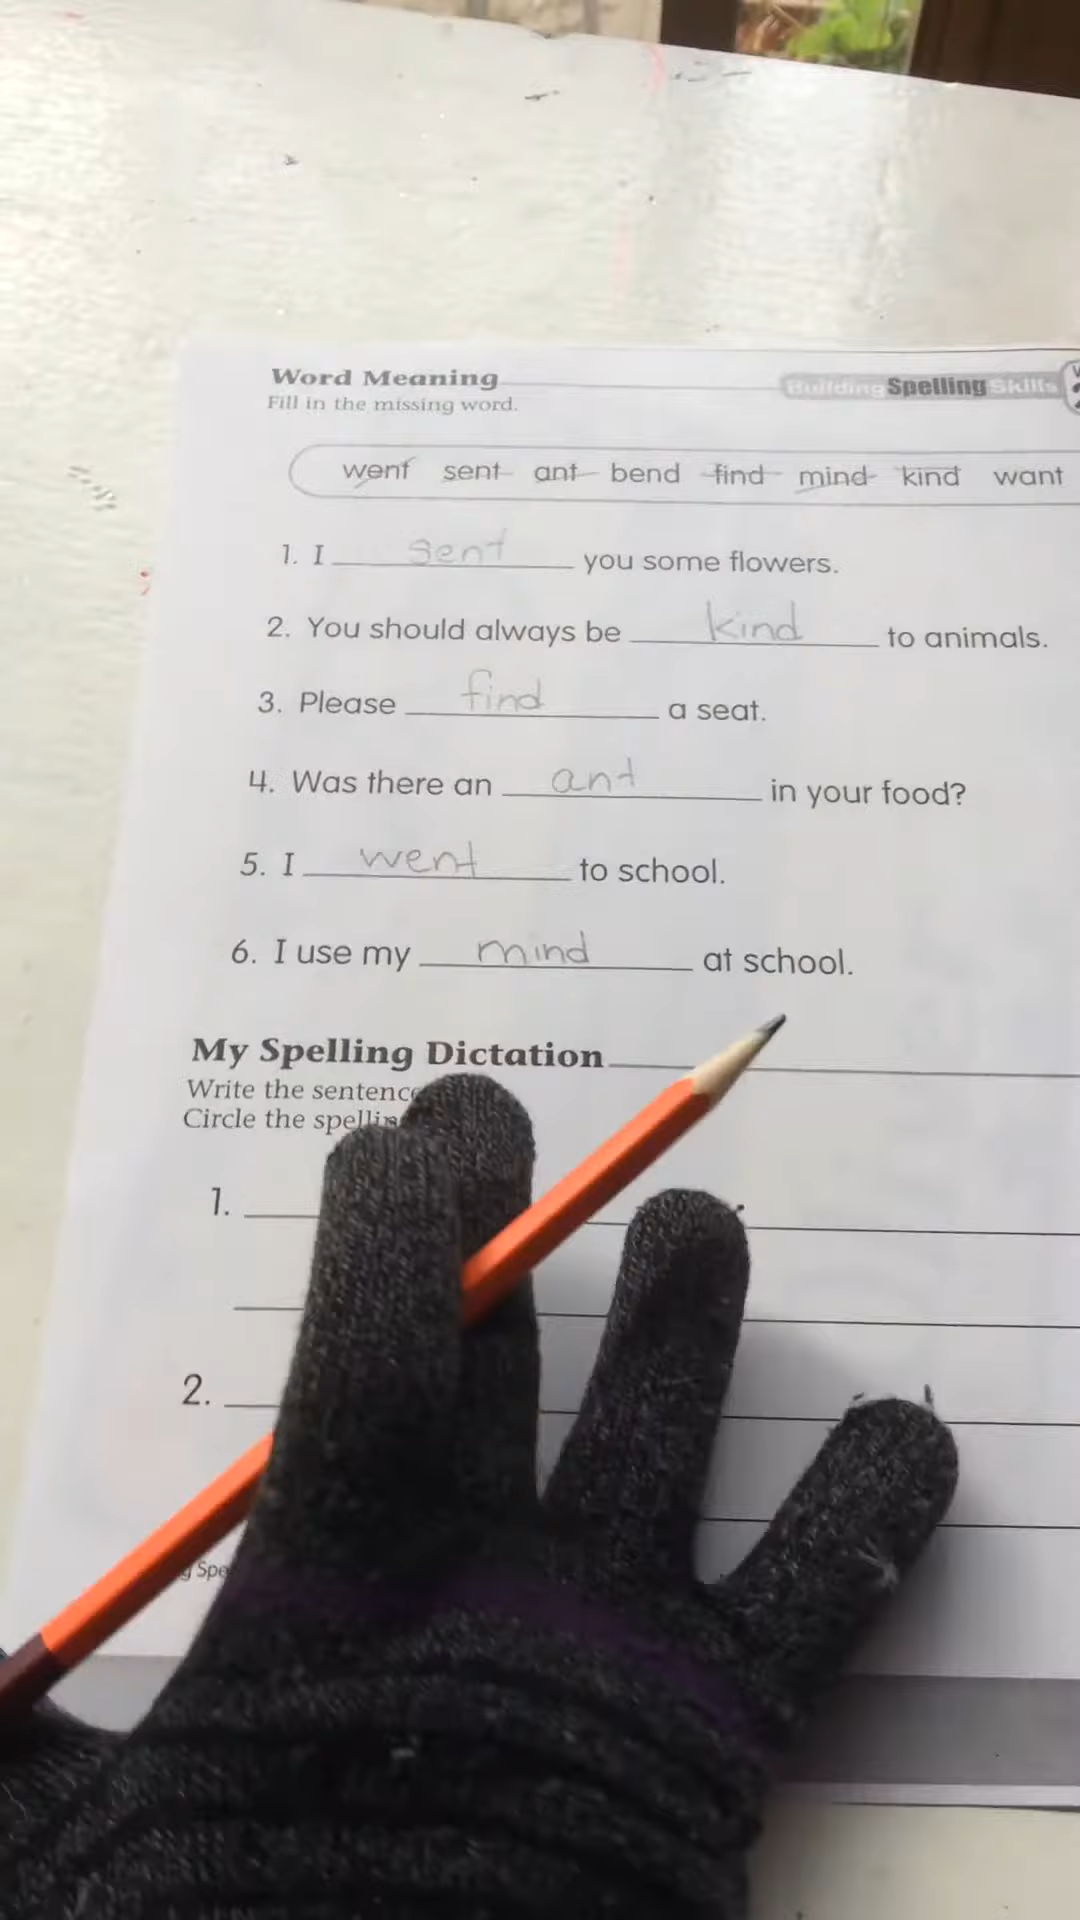 Word Meaning
Building Spelling Skills
Fill in the missing word.
went sent ant bend find mind kind want
1. I sent you some flowers.
2. You should always be kind to animals.
3. Please find a seat.
4. Was there an ant in your food?
5. I went to school.
6. I use my mind at school.
My Spelling Dictation
Write the
Circle the
1.
2.